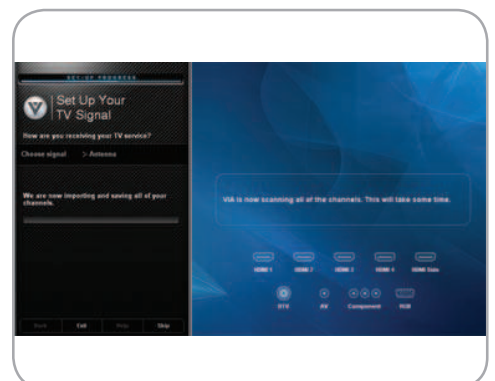 SET-UP PROGRESS
V
Set Up Your
TV Signal
How are you receiving your TV service?
Choose signal > Antenna
We are now importing and saving all of your
channels.
VIA is now scanning all of the channels. This will take some time.
HDMI 1 HDMI 2 HDMI 3 HDMI 4 HDMI Side
DTV AV Component RGB
Back Exit Help Skip